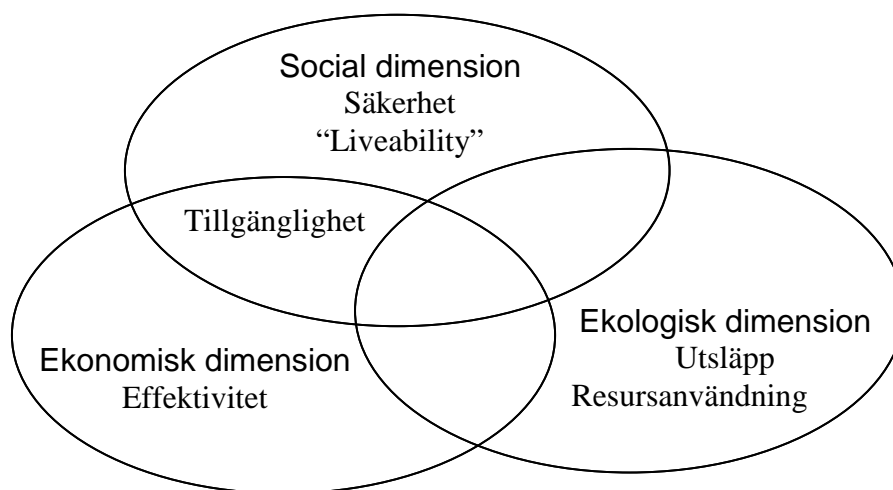 Social dimension
Säkerhet
“Liveability”
Tillgänglighet
Ekonomisk dimension
Effektivitet
Ekologisk dimension
Utsläpp
Resursanvändning